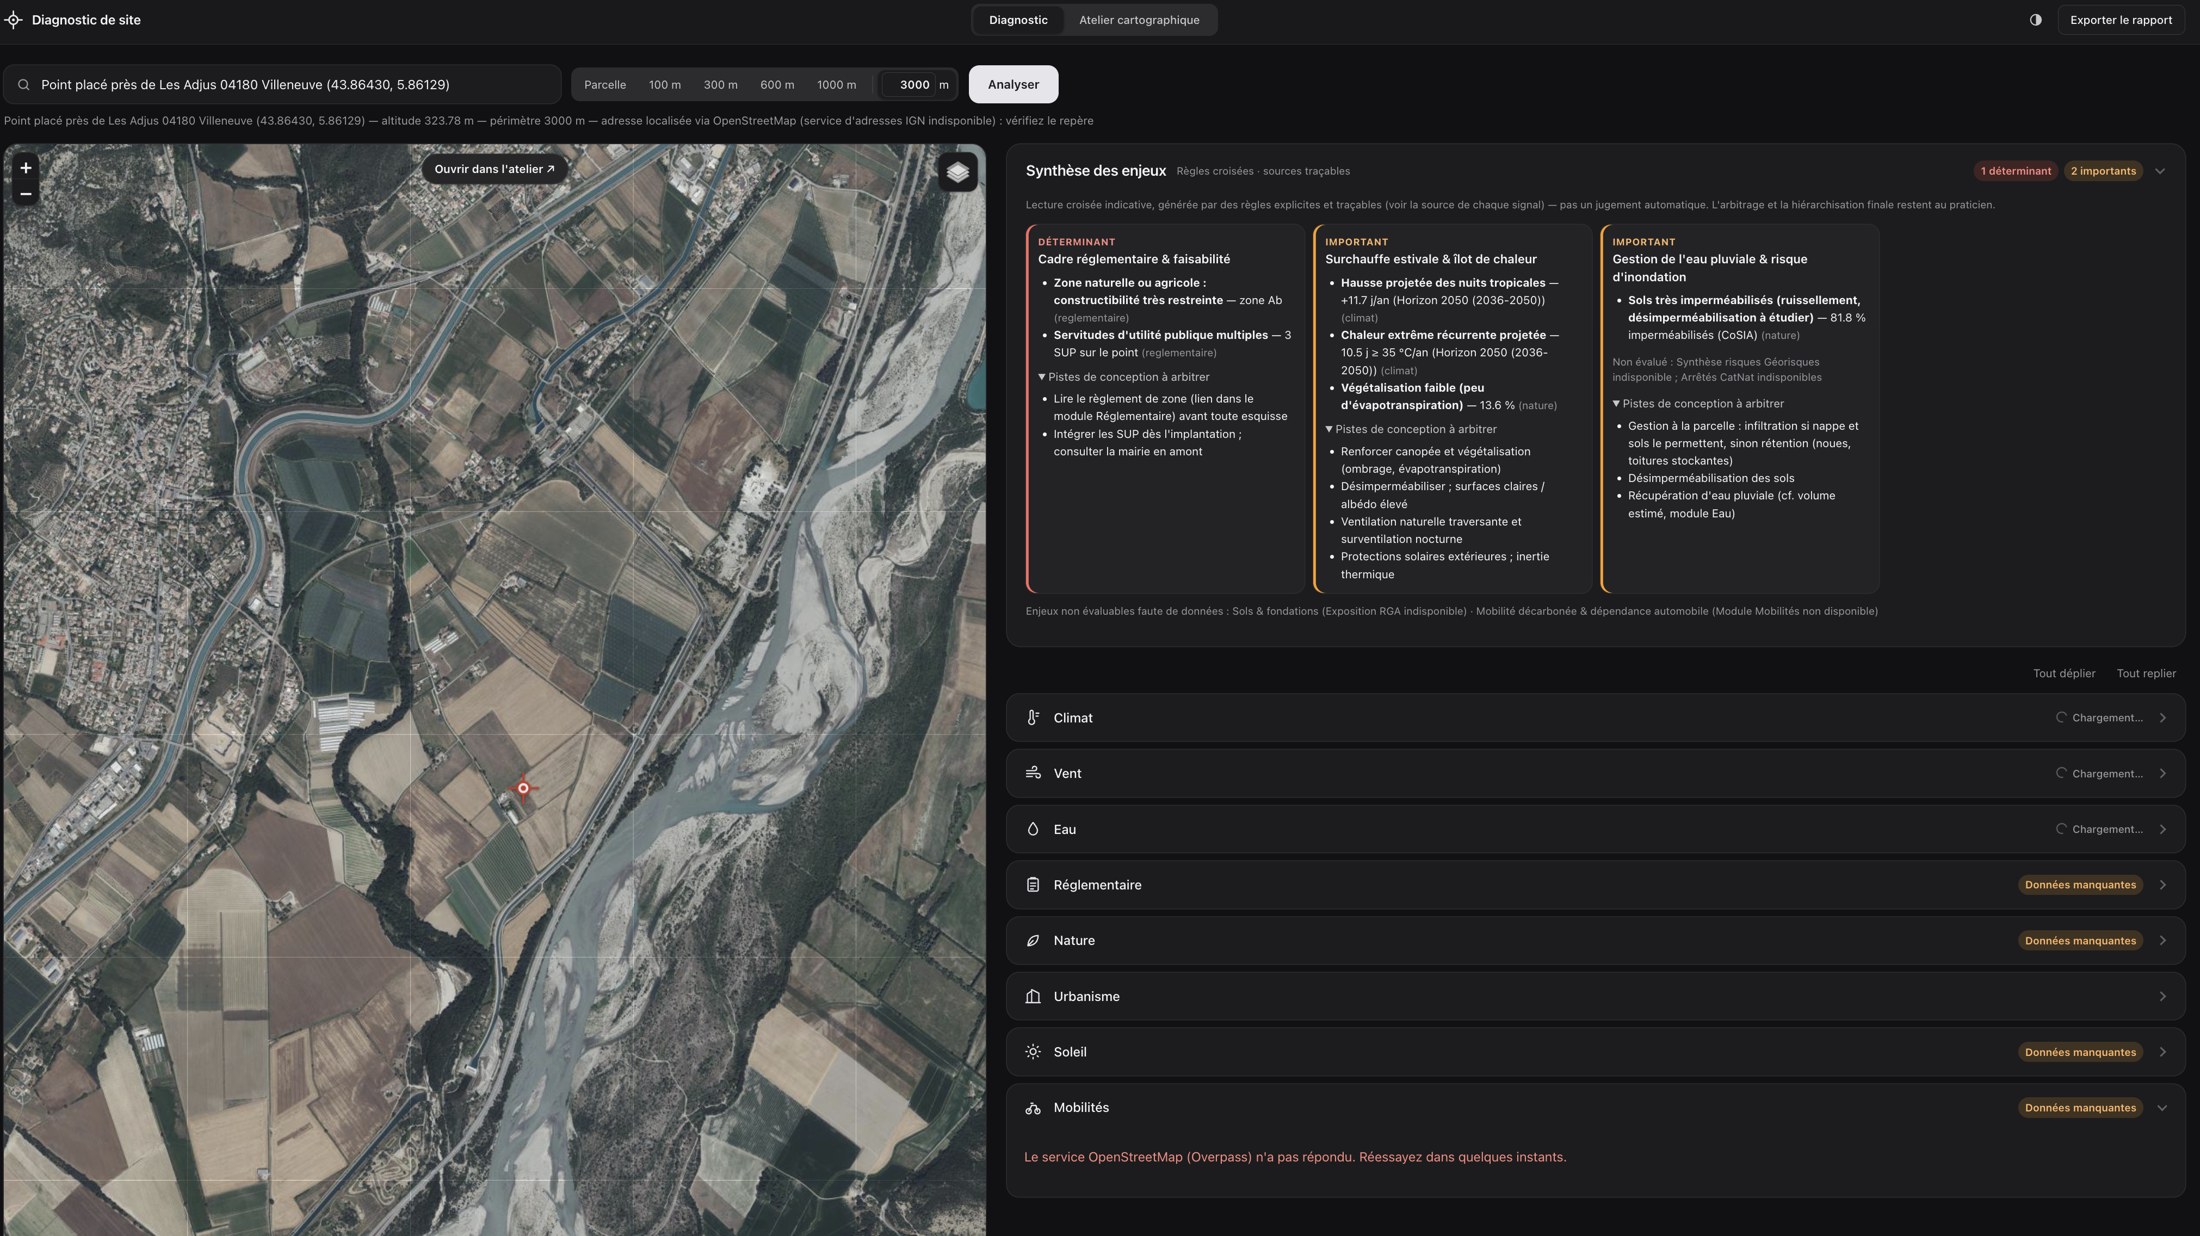 Diagnostic de site
Diagnostic
Atelier cartographique
Exporter le rapport
Point placé près de Les Adjus 04180 Villeneuve (43.86430, 5.86129)
Parcelle
100 m
300 m
600 m
1000 m
3000 m
Analyser
Point placé près de Les Adjus 04180 Villeneuve (43.86430, 5.86129) — altitude 323.78 m — périmètre 3000 m — adresse localisée via OpenStreetMap (service d'adresses IGN indisponible) : vérifiez le repère
+
−
Ouvrir dans l'atelier ↗
Synthèse des enjeux
Règles croisées · sources traçables
1 déterminant
2 importants
Lecture croisée indicative, générée par des règles explicites et traçables (voir la source de chaque signal) — pas un jugement automatique. L'arbitrage et la hiérarchisation finale restent au praticien.
DÉTERMINANT
Cadre réglementaire & faisabilité
• Zone naturelle ou agricole :
constructibilité très restreinte — zone Ab
(reglementaire)
• Servitudes d'utilité publique multiples — 3
SUP sur le point (reglementaire)
▼ Pistes de conception à arbitrer
• Lire le règlement de zone (lien dans le
module Réglementaire) avant toute esquisse
• Intégrer les SUP dès l'implantation ;
consulter la mairie en amont
IMPORTANT
Surchauffe estivale & îlot de chaleur
• Hausse projetée des nuits tropicales —
+11.7 j/an (Horizon 2050 (2036-2050))
(climat)
• Chaleur extrême récurrente projetée —
10.5 j ≥ 35 °C/an (Horizon 2050 (2036-
2050)) (climat)
• Végétalisation faible (peu
d'évapotranspiration) — 13.6 % (nature)
▼ Pistes de conception à arbitrer
• Renforcer canopée et végétalisation
(ombrage, évapotranspiration)
• Désimperméabiliser ; surfaces claires /
albédo élevé
• Ventilation naturelle traversante et
surventilation nocturne
• Protections solaires extérieures ; inertie
thermique
IMPORTANT
Gestion de l'eau pluviale & risque
d'inondation
• Sols très imperméabilisés (ruissellement,
désimperméabilisation à étudier) — 81.8 %
imperméabilisés (CoSIA) (nature)
Non évalué : Synthèse risques Géorisques
indisponible ; Arrêtés CatNat indisponibles
▼ Pistes de conception à arbitrer
• Gestion à la parcelle : infiltration si nappe et
sols le permettent, sinon rétention (noues,
toitures stockantes)
• Désimperméabilisation des sols
• Récupération d'eau pluviale (cf. volume
estimé, module Eau)
Enjeux non évaluables faute de données : Sols & fondations (Exposition RGA indisponible) · Mobilité décarbonée & dépendance automobile (Module Mobilités non disponible)
Tout déplier
Tout replier
Climat
Chargement...
Vent
Chargement...
Eau
Chargement...
Réglementaire
Données manquantes
Nature
Données manquantes
Urbanisme
Soleil
Données manquantes
Mobilités
Données manquantes
Le service OpenStreetMap (Overpass) n'a pas répondu. Réessayez dans quelques instants.